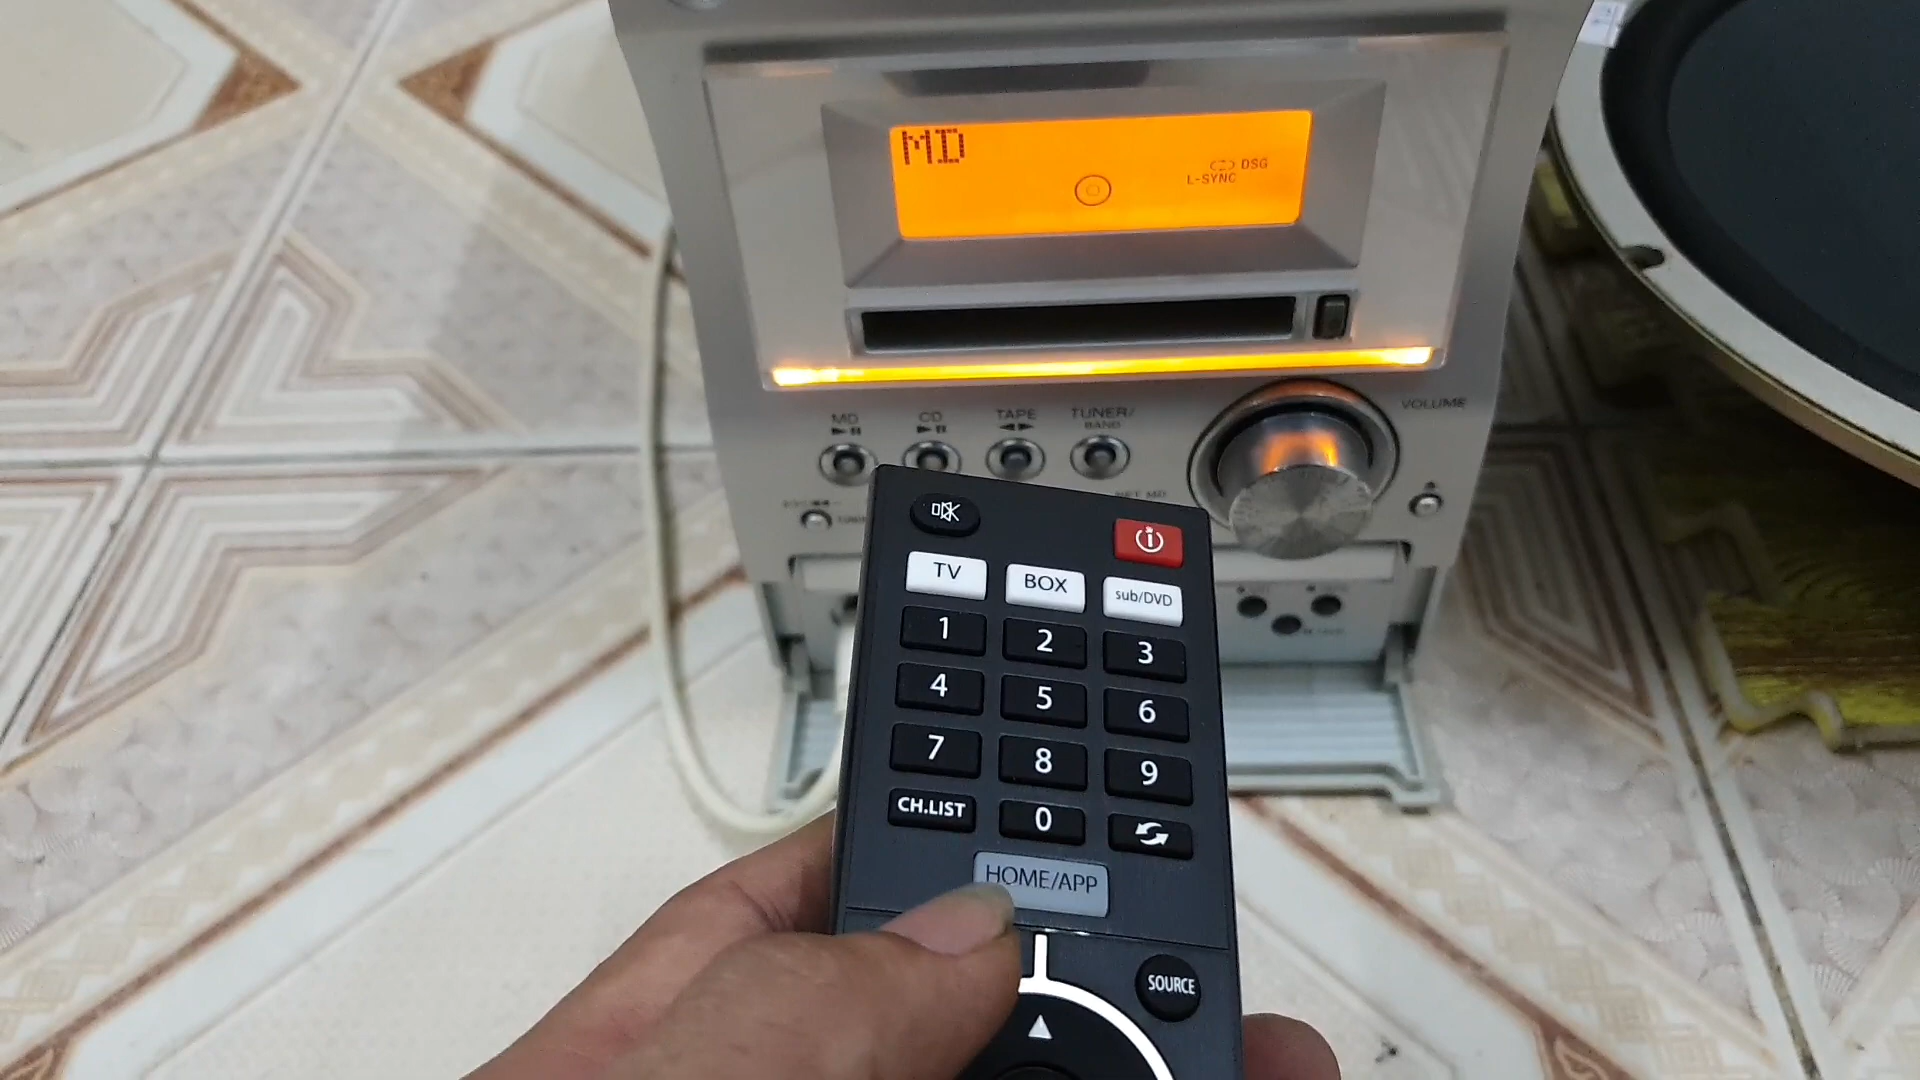 MD
DSG
L-SYNC
MD
CD
TAPE
TUNER/
BAND
VOLUME
TV
BOX
sub/DVD
1
2
3
4
5
6
7
8
9
CH.LIST
0
HOME/APP
SOURCE